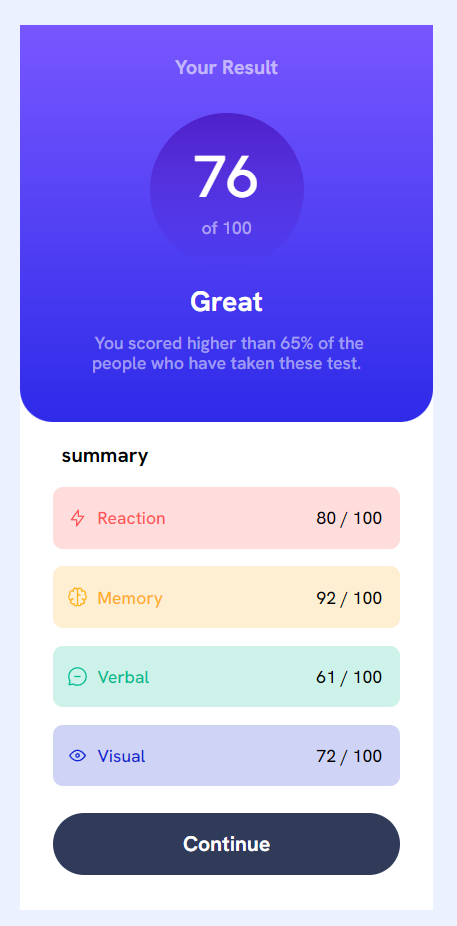 Your Result
76
of 100
Great
You scored higher than 65% of the
people who have taken these test.
summary
Reaction 80 / 100
Memory 92 / 100
Verbal 61 / 100
Visual 72 / 100
Continue